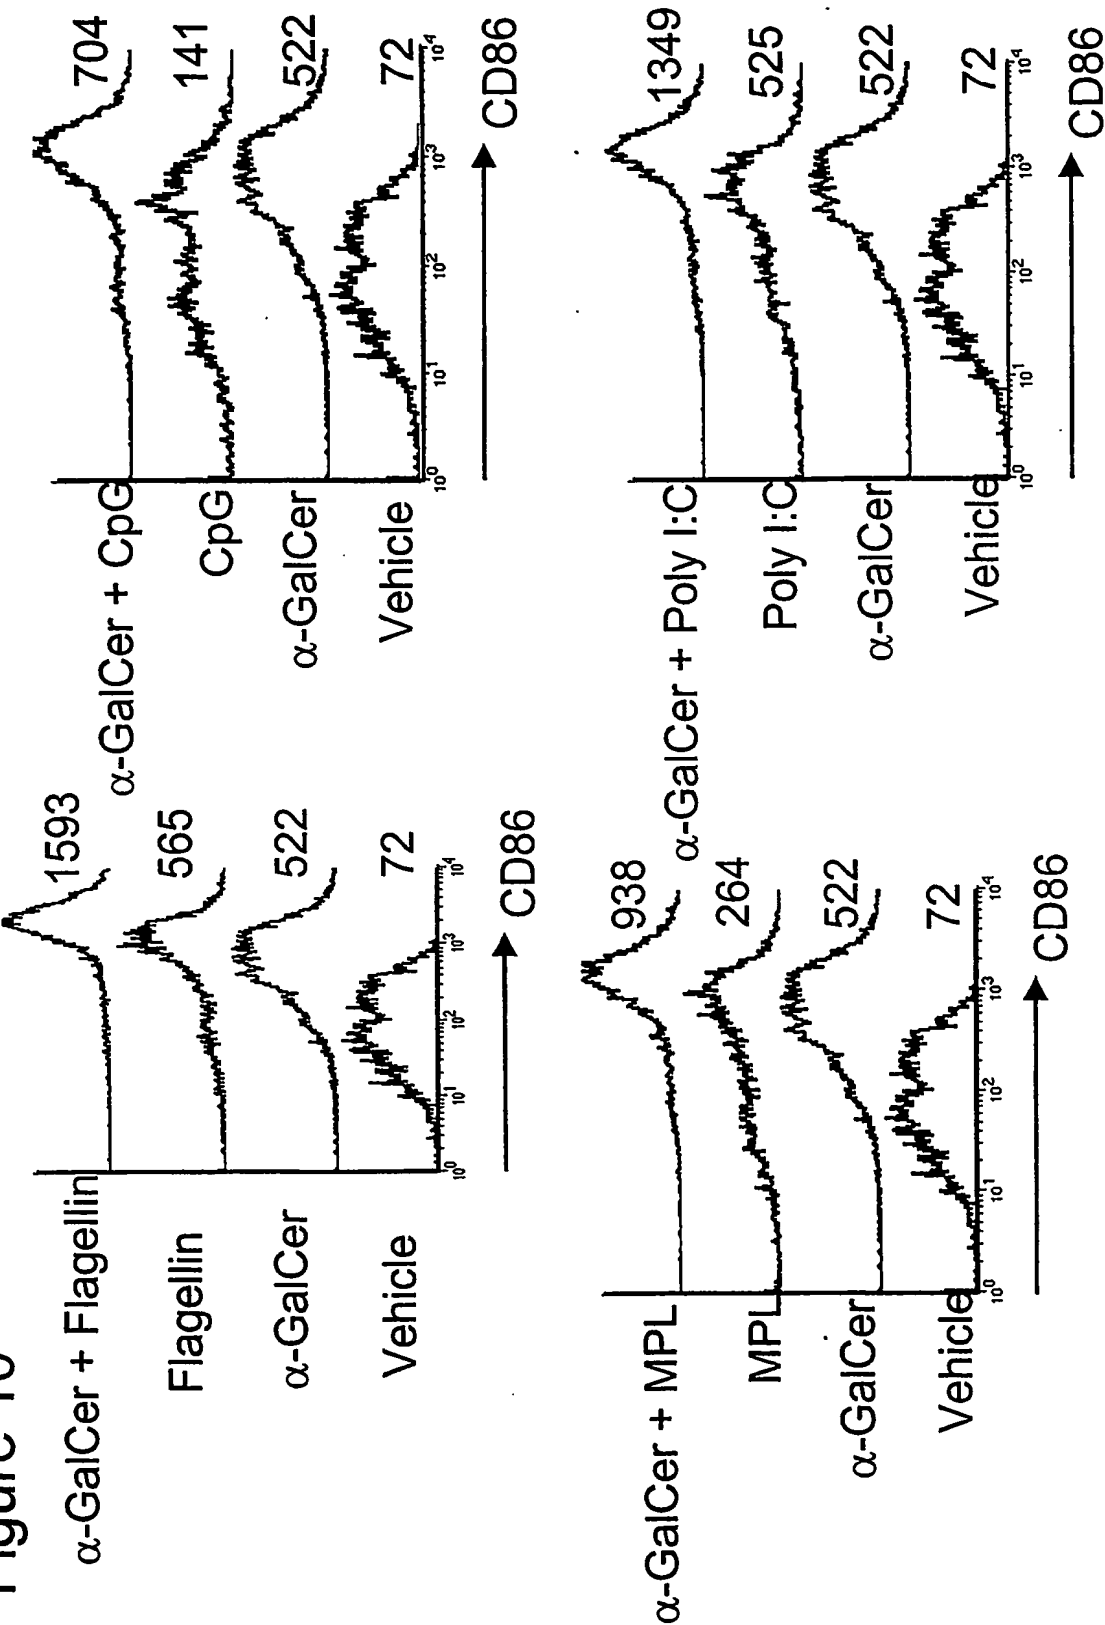 Figure 10
α-GalCer + Flagellin 1593
Flagellin 565
α-GalCer 522
Vehicle 72
10⁰ 10¹ 10² 10³ 10⁴
CD86
α-GalCer + CpG 704
CpG 141
α-GalCer 522
Vehicle 72
10⁰ 10¹ 10² 10³ 10⁴
CD86
α-GalCer + MPL 938
MPL 264
α-GalCer 522
Vehicle 72
10⁰ 10¹ 10² 10³ 10⁴
CD86
α-GalCer + Poly I:C 1349
Poly I:C 525
α-GalCer 522
Vehicle 72
10⁰ 10¹ 10² 10³ 10⁴
CD86